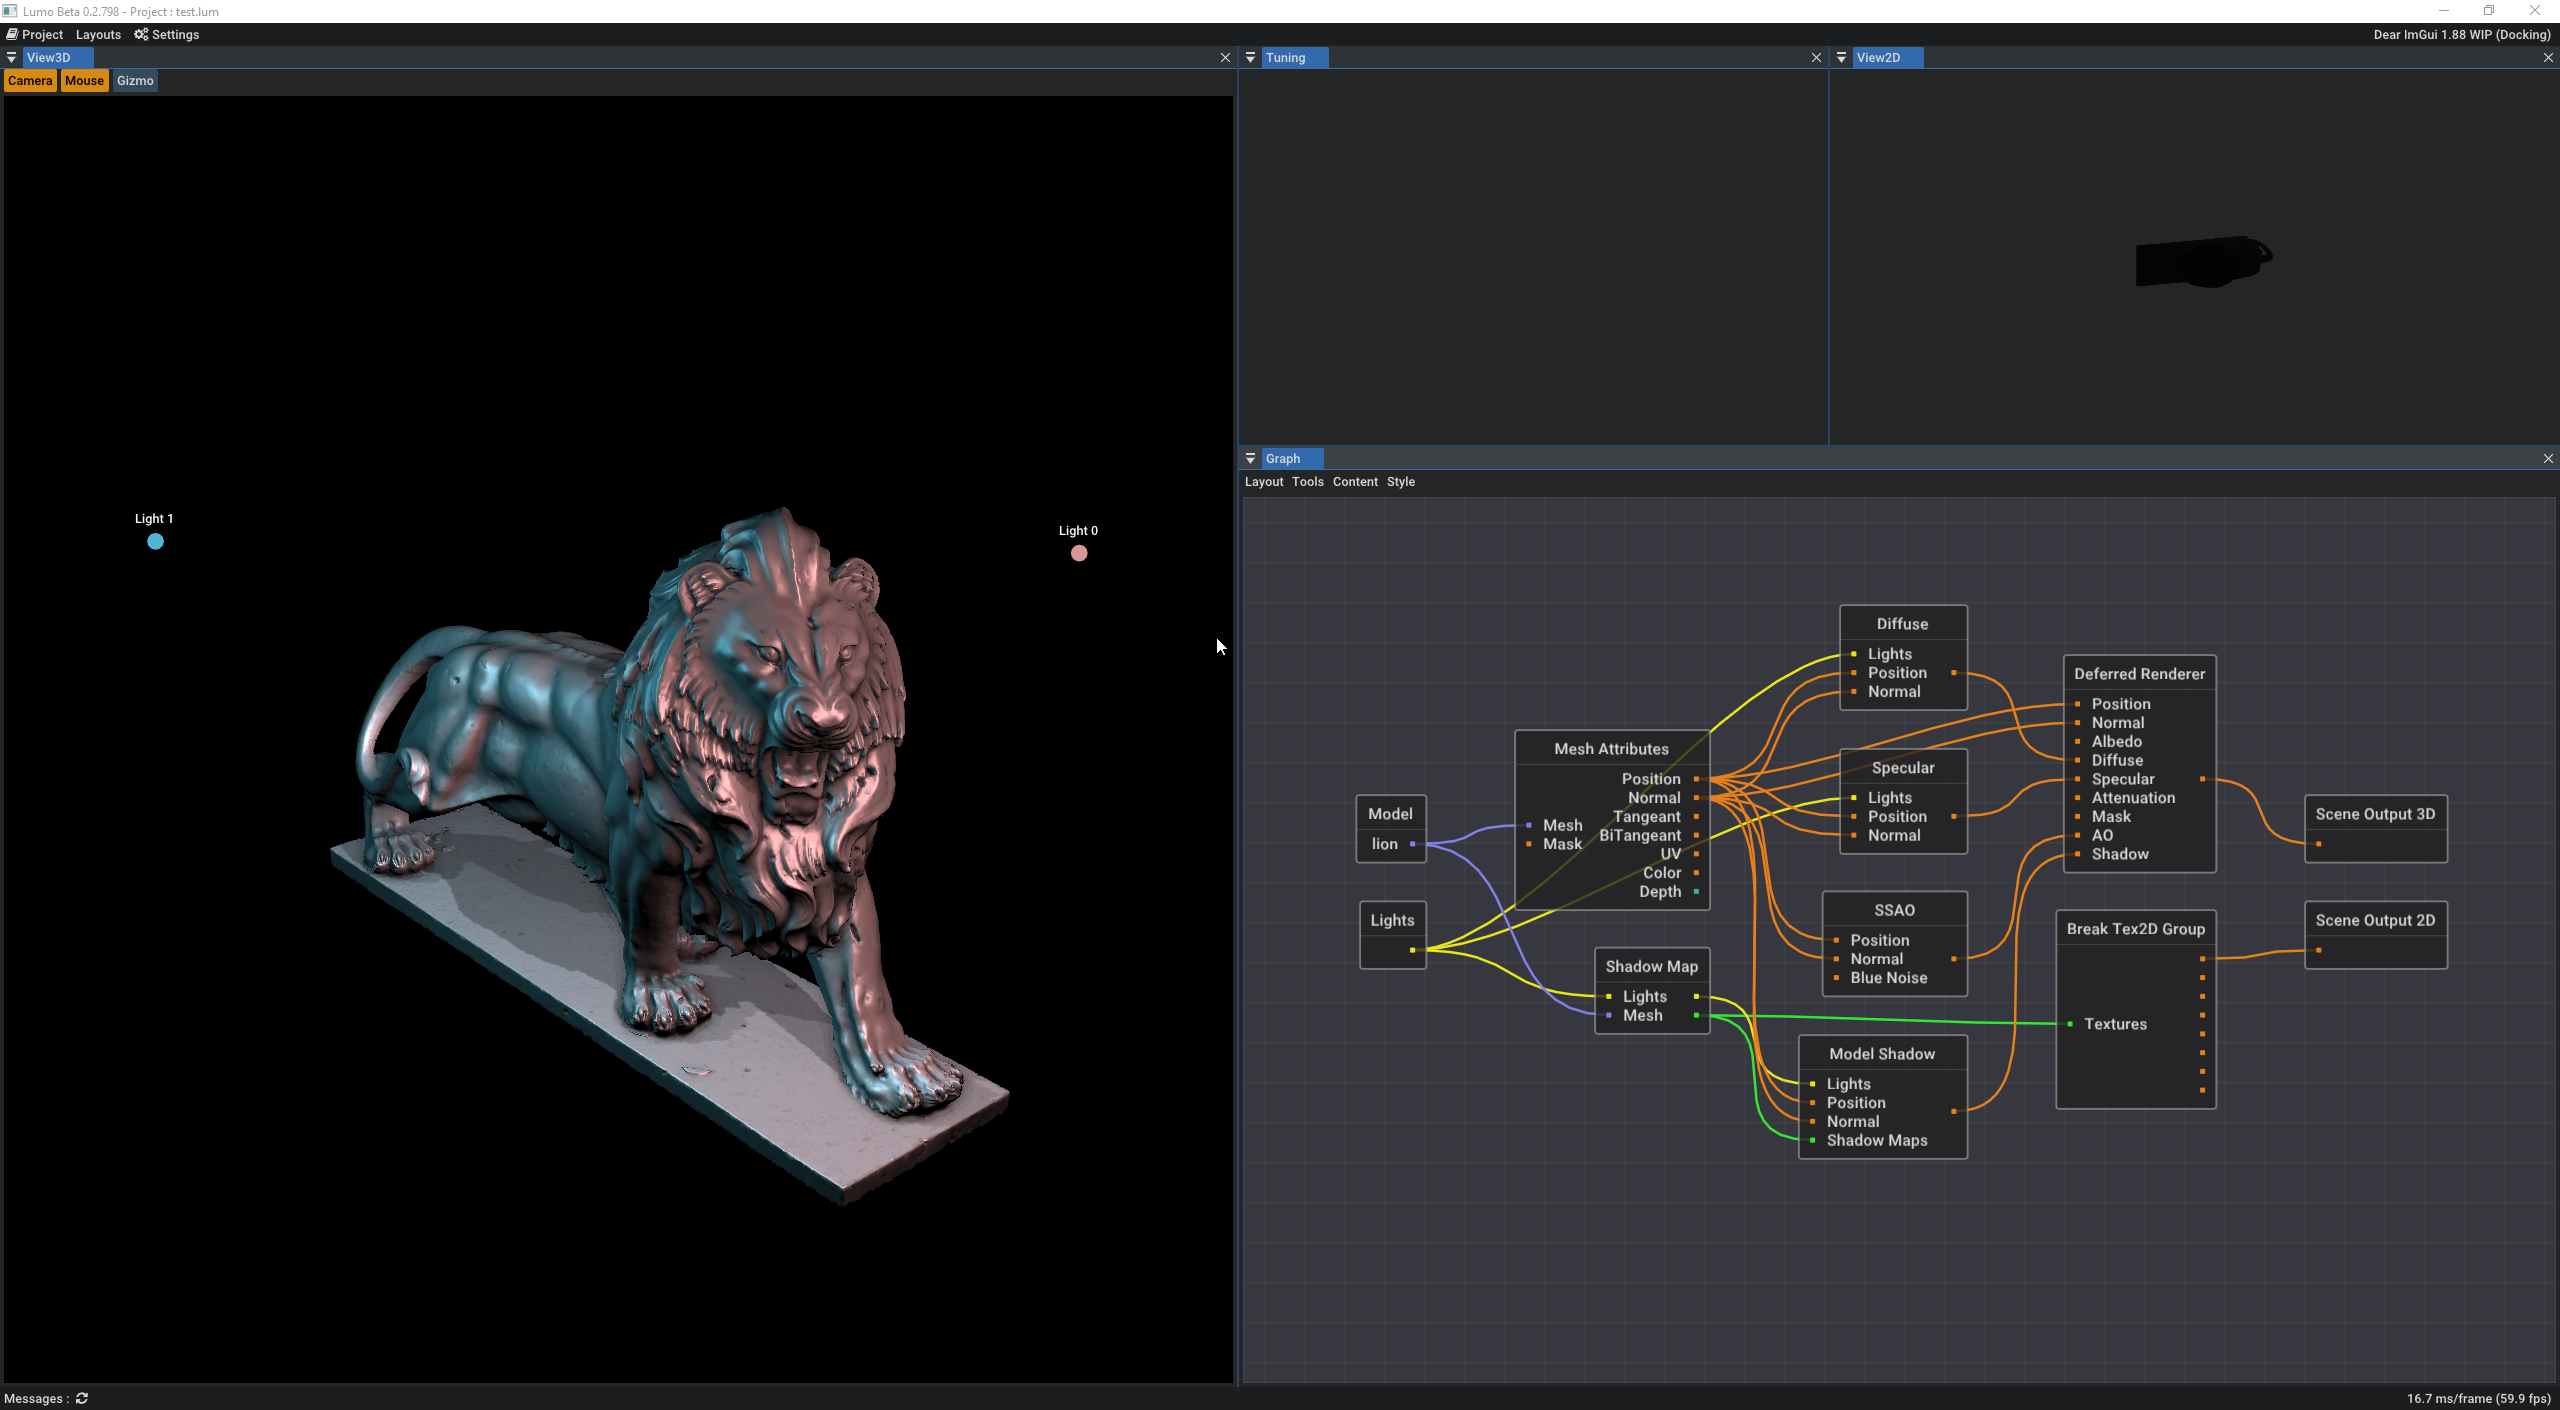 Lumo Beta 0.2.798 - Project : test.lum
Project Layouts Settings
Dear ImGui 1.88 WIP (Docking)
View3D
Camera Mouse Gizmo
Light 1
Light 0
Tuning
View2D
Graph
Layout Tools Content Style
Model
lion
Lights
Mesh Attributes
Mesh
Mask
Position
Normal
Tangeant
BiTangeant
UV
Color
Depth
Shadow Map
Lights
Mesh
Diffuse
Lights
Position
Normal
Specular
Lights
Position
Normal
SSAO
Position
Normal
Blue Noise
Model Shadow
Lights
Position
Normal
Shadow Maps
Deferred Renderer
Position
Normal
Albedo
Diffuse
Specular
Attenuation
Mask
AO
Shadow
Break Tex2D Group
Textures
Scene Output 3D
Scene Output 2D
Messages :
16.7 ms/frame (59.9 fps)